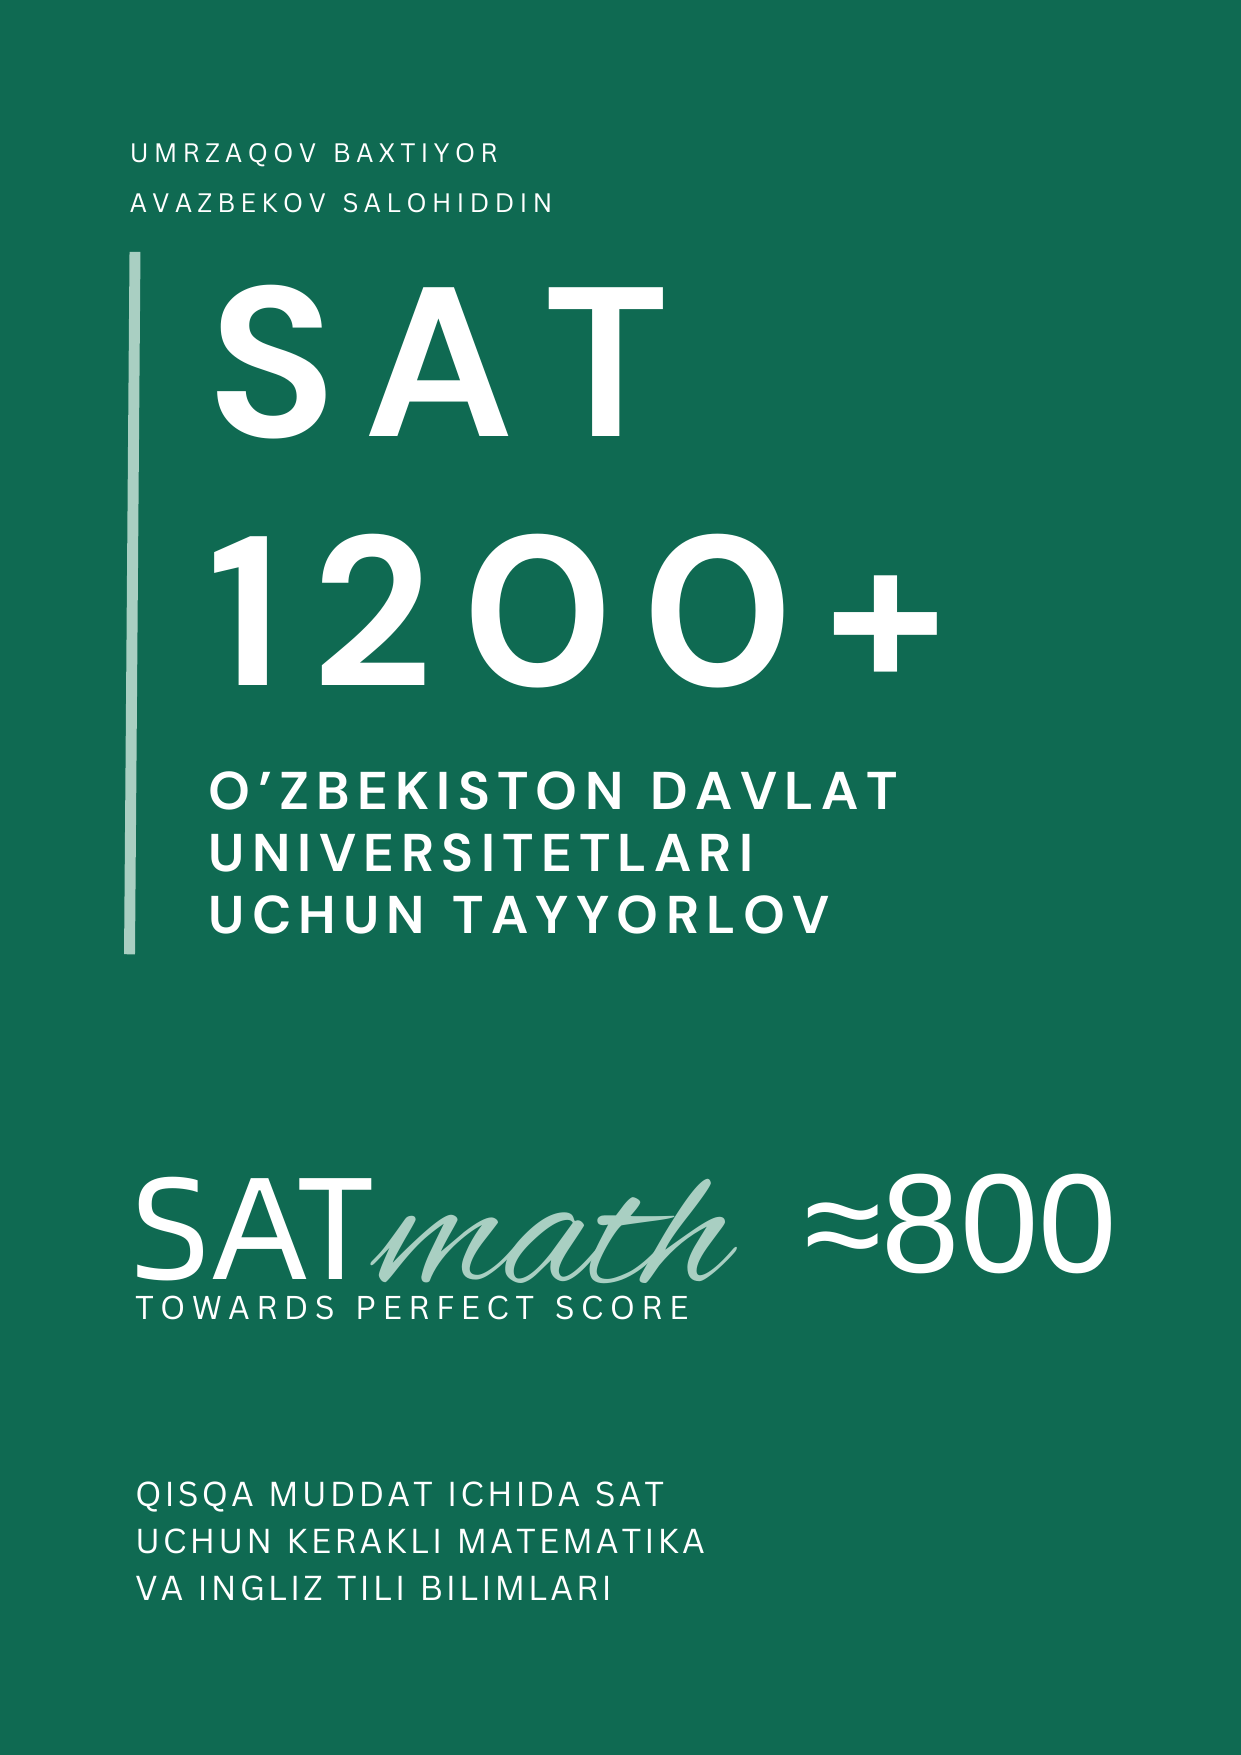 UMRZAQOV BAXTIYOR
AVAZBEKOV SALOHIDDIN
SAT
1200+
O’ZBEKISTON DAVLAT
UNIVERSITETLARI
UCHUN TAYYORLOV
SATmath ≈800
TOWARDS PERFECT SCORE
QISQA MUDDAT ICHIDA SAT
UCHUN KERAKLI MATEMATIKA
VA INGLIZ TILI BILIMLARI